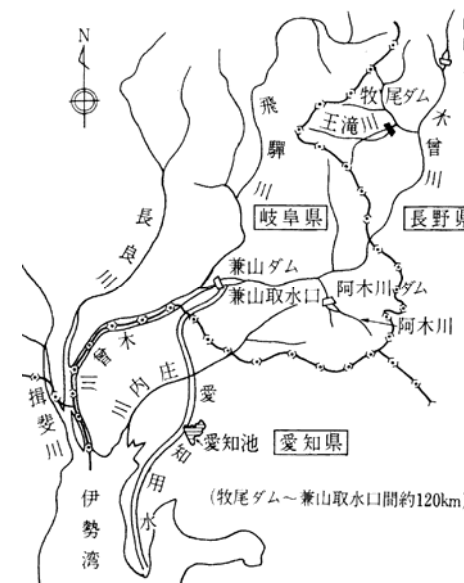 N
牧尾ダム
王滝川
木曾川
飛驒川
長良川
岐阜県
長野県
兼山ダム
兼山取水口
阿木川ダム
阿木川
木曾川
庄内川
揖斐川
愛知池
愛知県
愛知用水
伊勢湾
(牧尾ダム〜兼山取水口間約120km)